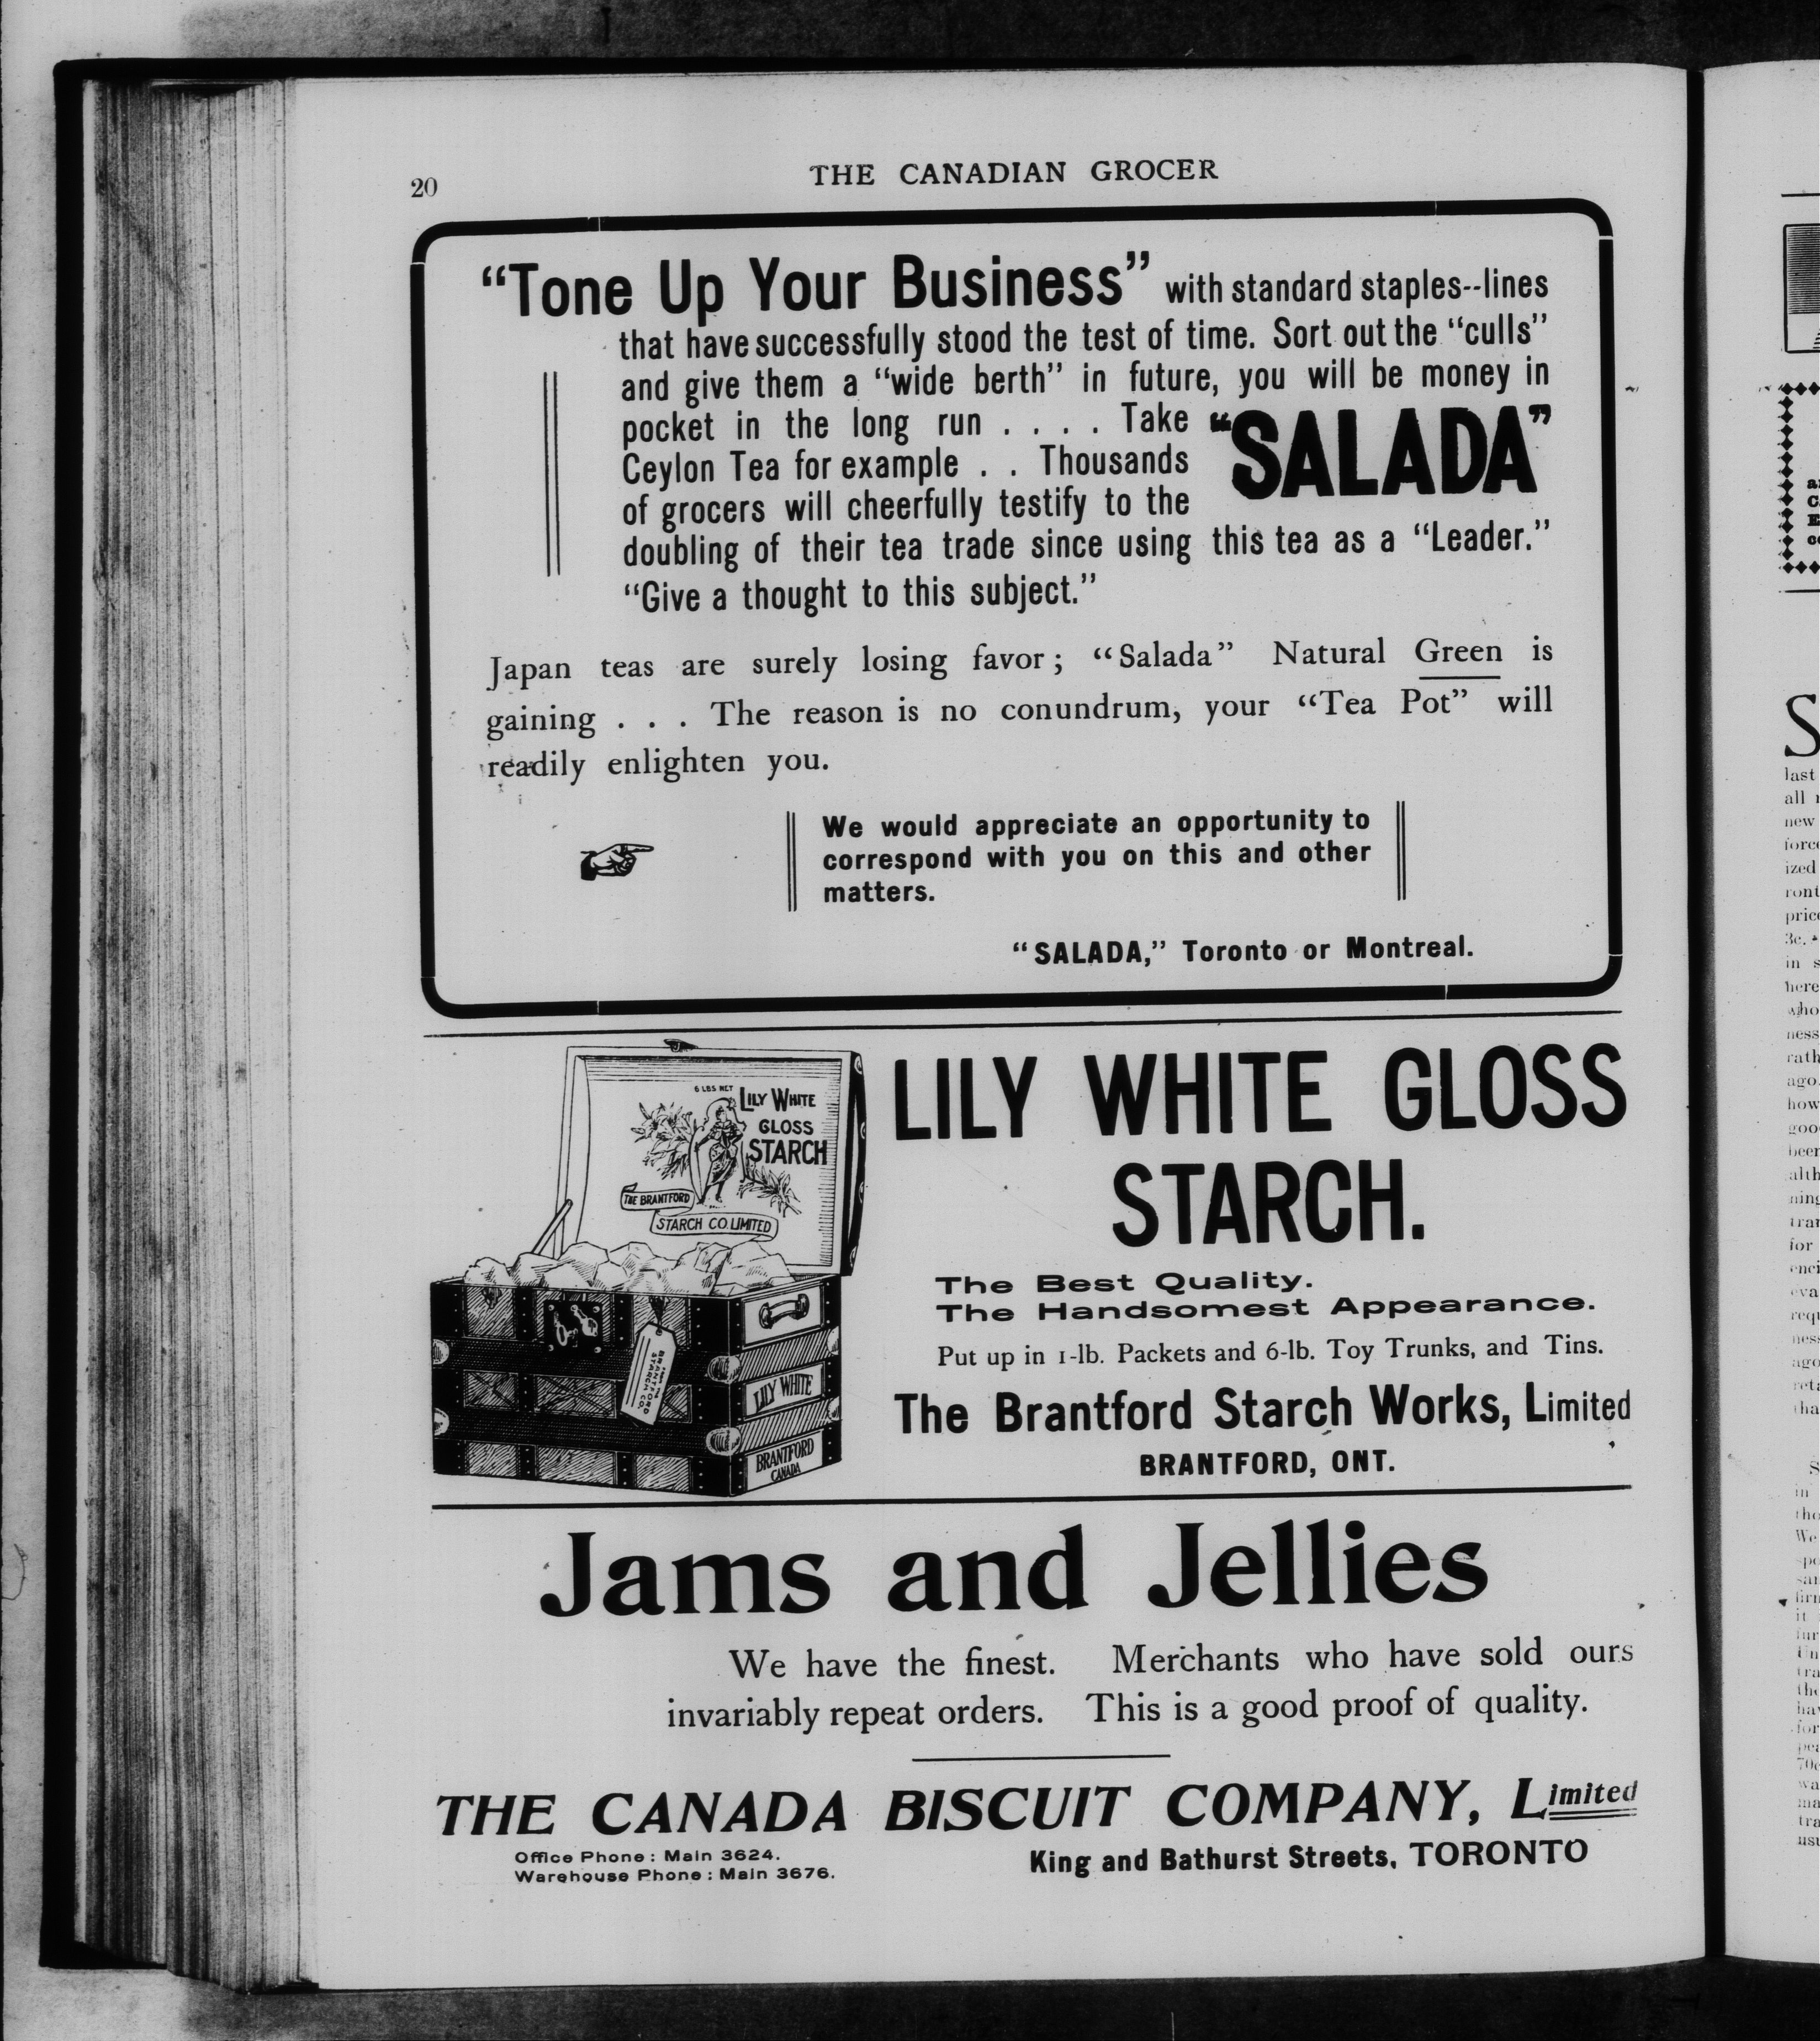 20
THE CANADIAN GROCER
“Tone Up Your Business” with standard staples--lines
that have successfully stood the test of time. Sort out the “culls”
and give them a “wide berth” in future, you will be money in
pocket in the long run . . . . Take “SALADA”
Ceylon Tea for example . . Thousands
of grocers will cheerfully testify to the
doubling of their tea trade since using this tea as a “Leader.”
“Give a thought to this subject.”
Japan teas are surely losing favor; “Salada” Natural Green is
gaining . . . The reason is no conundrum, your “Tea Pot” will
readily enlighten you.
We would appreciate an opportunity to
correspond with you on this and other
matters.
“SALADA,” Toronto or Montreal.
6 LBS NET
LILY WHITE
GLOSS
STARCH
THE BRANTFORD
STARCH CO. LIMITED
BRANTFORD
STARCH CO.
LILY WHITE
BRANTFORD
CANADA
LILY WHITE GLOSS
STARCH.
The Best Quality.
The Handsomest Appearance.
Put up in 1-lb. Packets and 6-lb. Toy Trunks, and Tins.
The Brantford Starch Works, Limited
BRANTFORD, ONT.
Jams and Jellies
We have the finest. Merchants who have sold ours
invariably repeat orders. This is a good proof of quality.
THE CANADA BISCUIT COMPANY, Limited
Office Phone: Main 3624.
Warehouse Phone: Main 3676.
King and Bathurst Streets, TORONTO
last
all
new